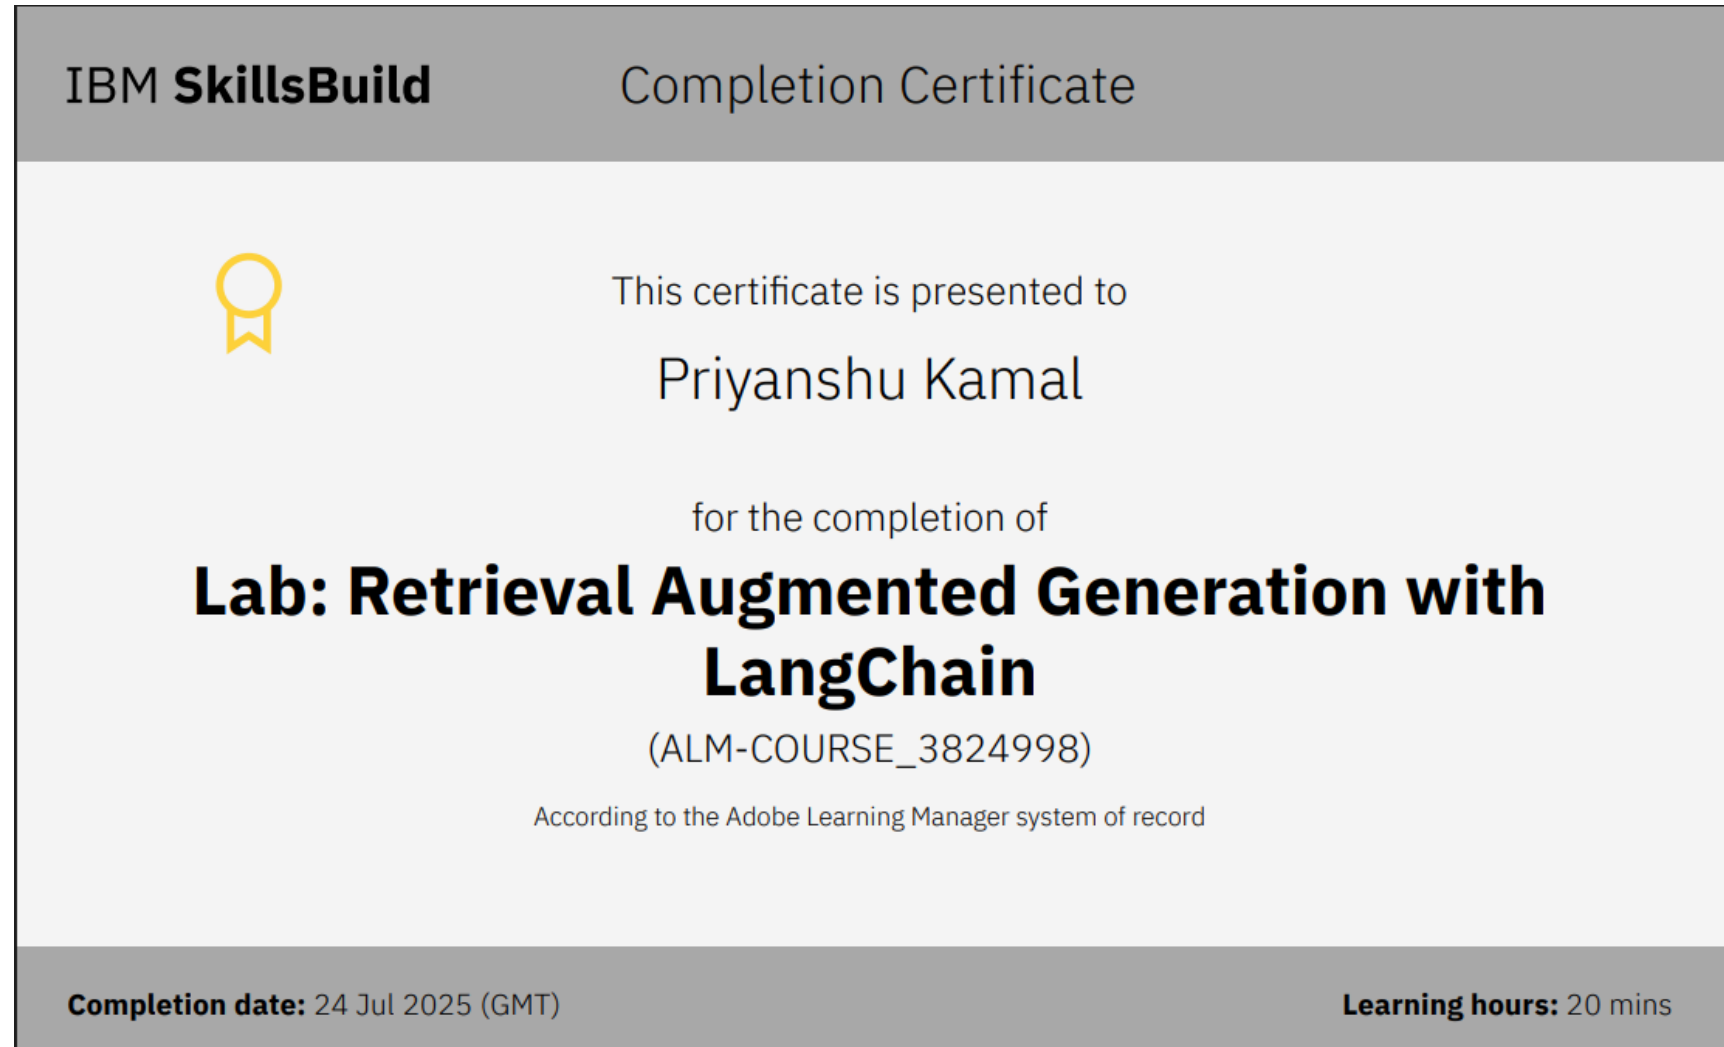 IBM SkillsBuild
Completion Certificate
This certificate is presented to
Priyanshu Kamal
for the completion of
Lab: Retrieval Augmented Generation with
LangChain
(ALM-COURSE_3824998)
According to the Adobe Learning Manager system of record
Completion date: 24 Jul 2025 (GMT)
Learning hours: 20 mins